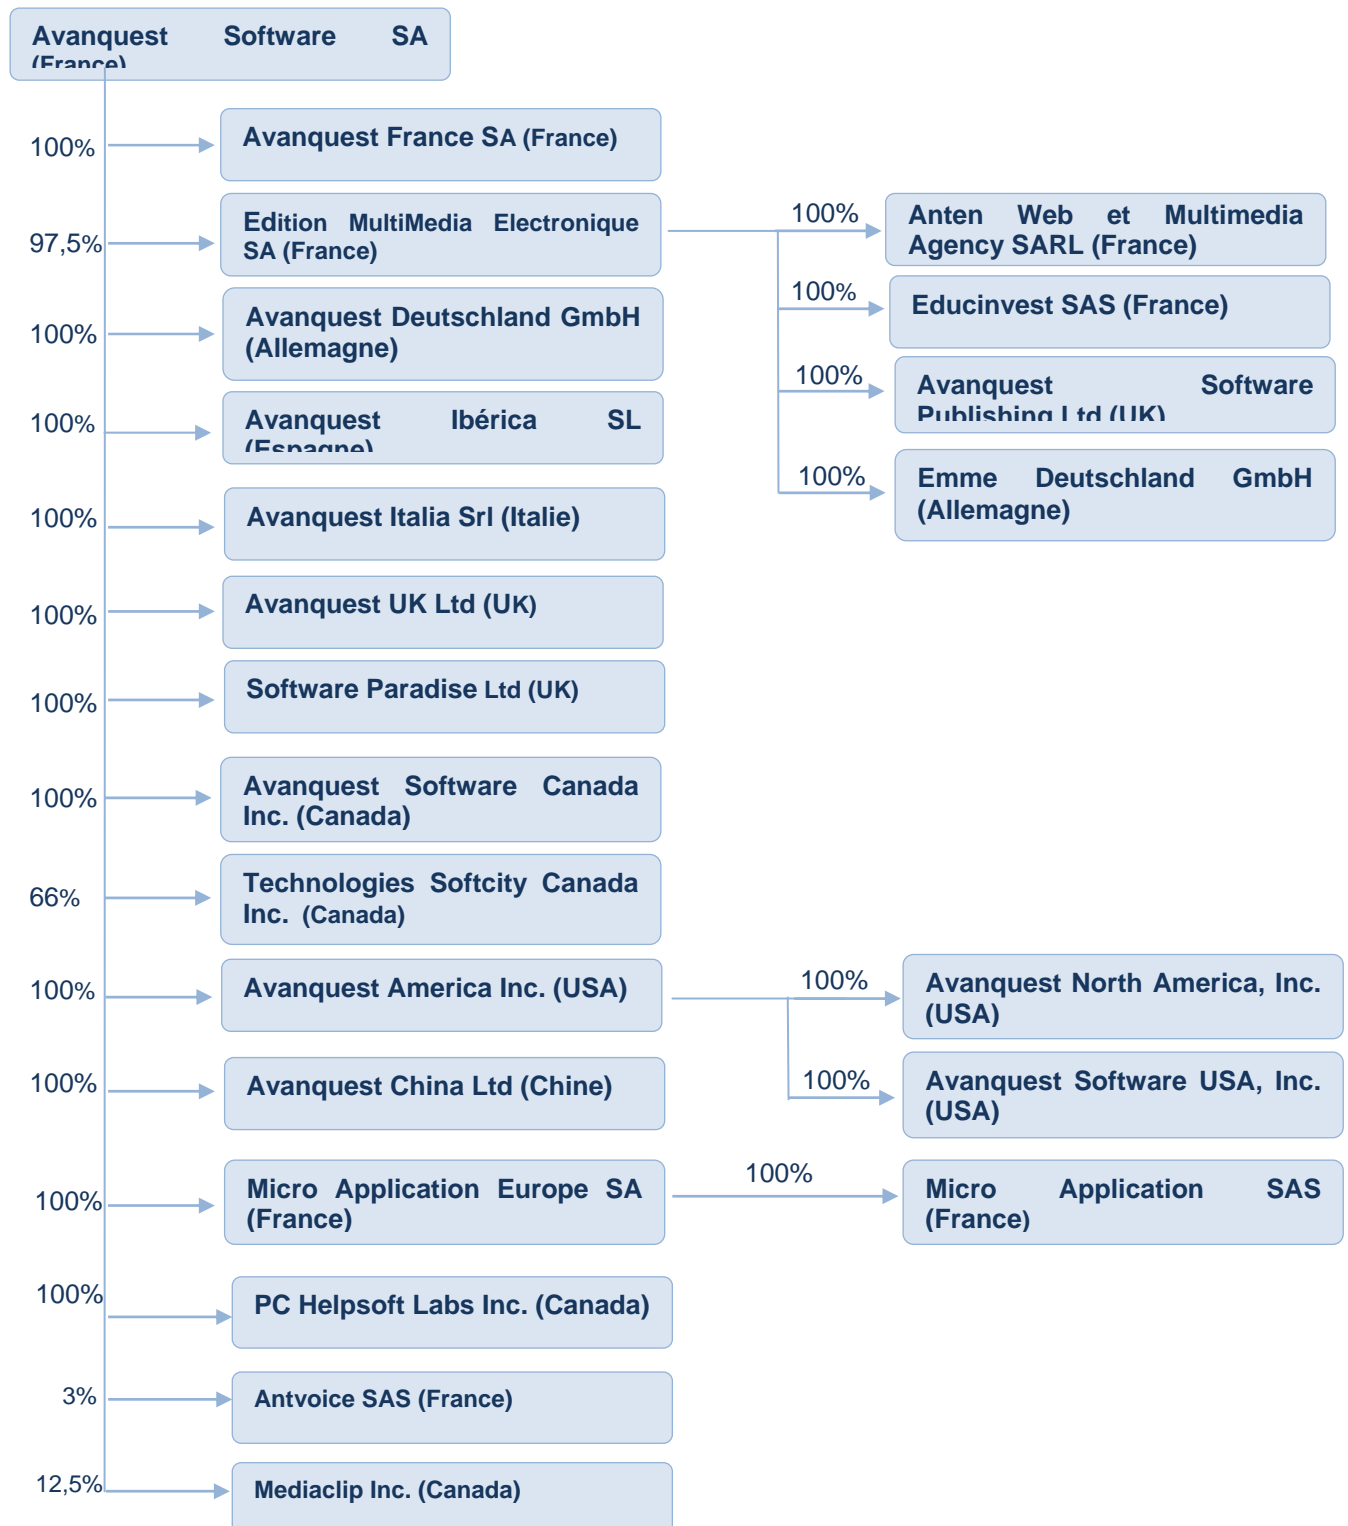 Avanquest Software SA
(France)
100%
Avanquest France SA (France)
97,5%
Edition MultiMedia Electronique
SA (France)
100%
Anten Web et Multimedia
Agency SARL (France)
100%
Educinvest SAS (France)
100%
Avanquest Software
Publishing Ltd (UK)
100%
Emme Deutschland GmbH
(Allemagne)
100%
Avanquest Deutschland GmbH
(Allemagne)
100%
Avanquest Ibérica SL
(Espagne)
100%
Avanquest Italia Srl (Italie)
100%
Avanquest UK Ltd (UK)
100%
Software Paradise Ltd (UK)
100%
Avanquest Software Canada
Inc. (Canada)
66%
Technologies Softcity Canada
Inc. (Canada)
100%
Avanquest America Inc. (USA)
100%
Avanquest North America, Inc.
(USA)
100%
Avanquest Software USA, Inc.
(USA)
100%
Avanquest China Ltd (Chine)
100%
Micro Application Europe SA
(France)
100%
Micro Application SAS
(France)
100%
PC Helpsoft Labs Inc. (Canada)
3%
Antvoice SAS (France)
12,5%
Mediaclip Inc. (Canada)